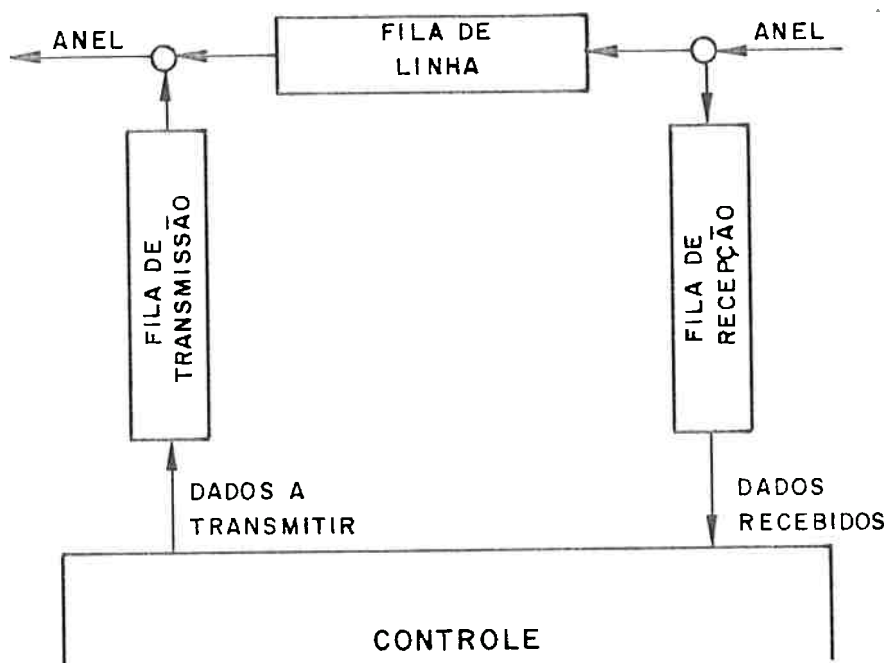 ANEL
FILA DE
LINHA
ANEL
FILA DE
TRANSMISSÃO
FILA DE
RECEPÇÃO
DADOS A
TRANSMITIR
DADOS
RECEBIDOS
CONTROLE